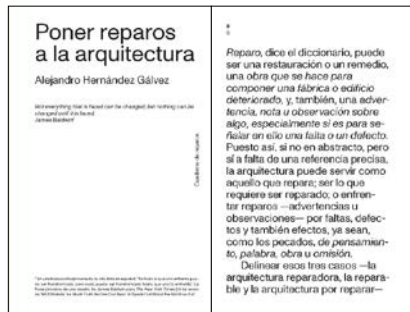 Poner reparos
a la arquitectura
Alejandro Hernández Gálvez
Not everything that is faced can be changed, but nothing can be
changed until it is faced
James Baldwin
Cuaderno de reparos
Reparo, dice el diccionario, puede
ser una restauración o un remedio,
una obra que se hace para
componer una fábrica o edificio
deteriorado, y, también, una adver-
tencia, nota u observación sobre
algo, especialmente si es para se-
ñalar en ello una falta o un defecto.
Puesto así, si no en abstracto, pero
sí a falta de una referencia precisa,
la arquitectura puede servir como
aquello que repara; ser lo que
requiere ser reparado; o enfren-
tar reparos —advertencias u
observaciones— por faltas, defec-
tos y también efectos, ya sean,
como los pecados, de pensamien-
to, palabra, obra u omisión.
Delinear esos tres casos —la
arquitectura reparadora, la repara-
ble y la arquitectura por reparar—